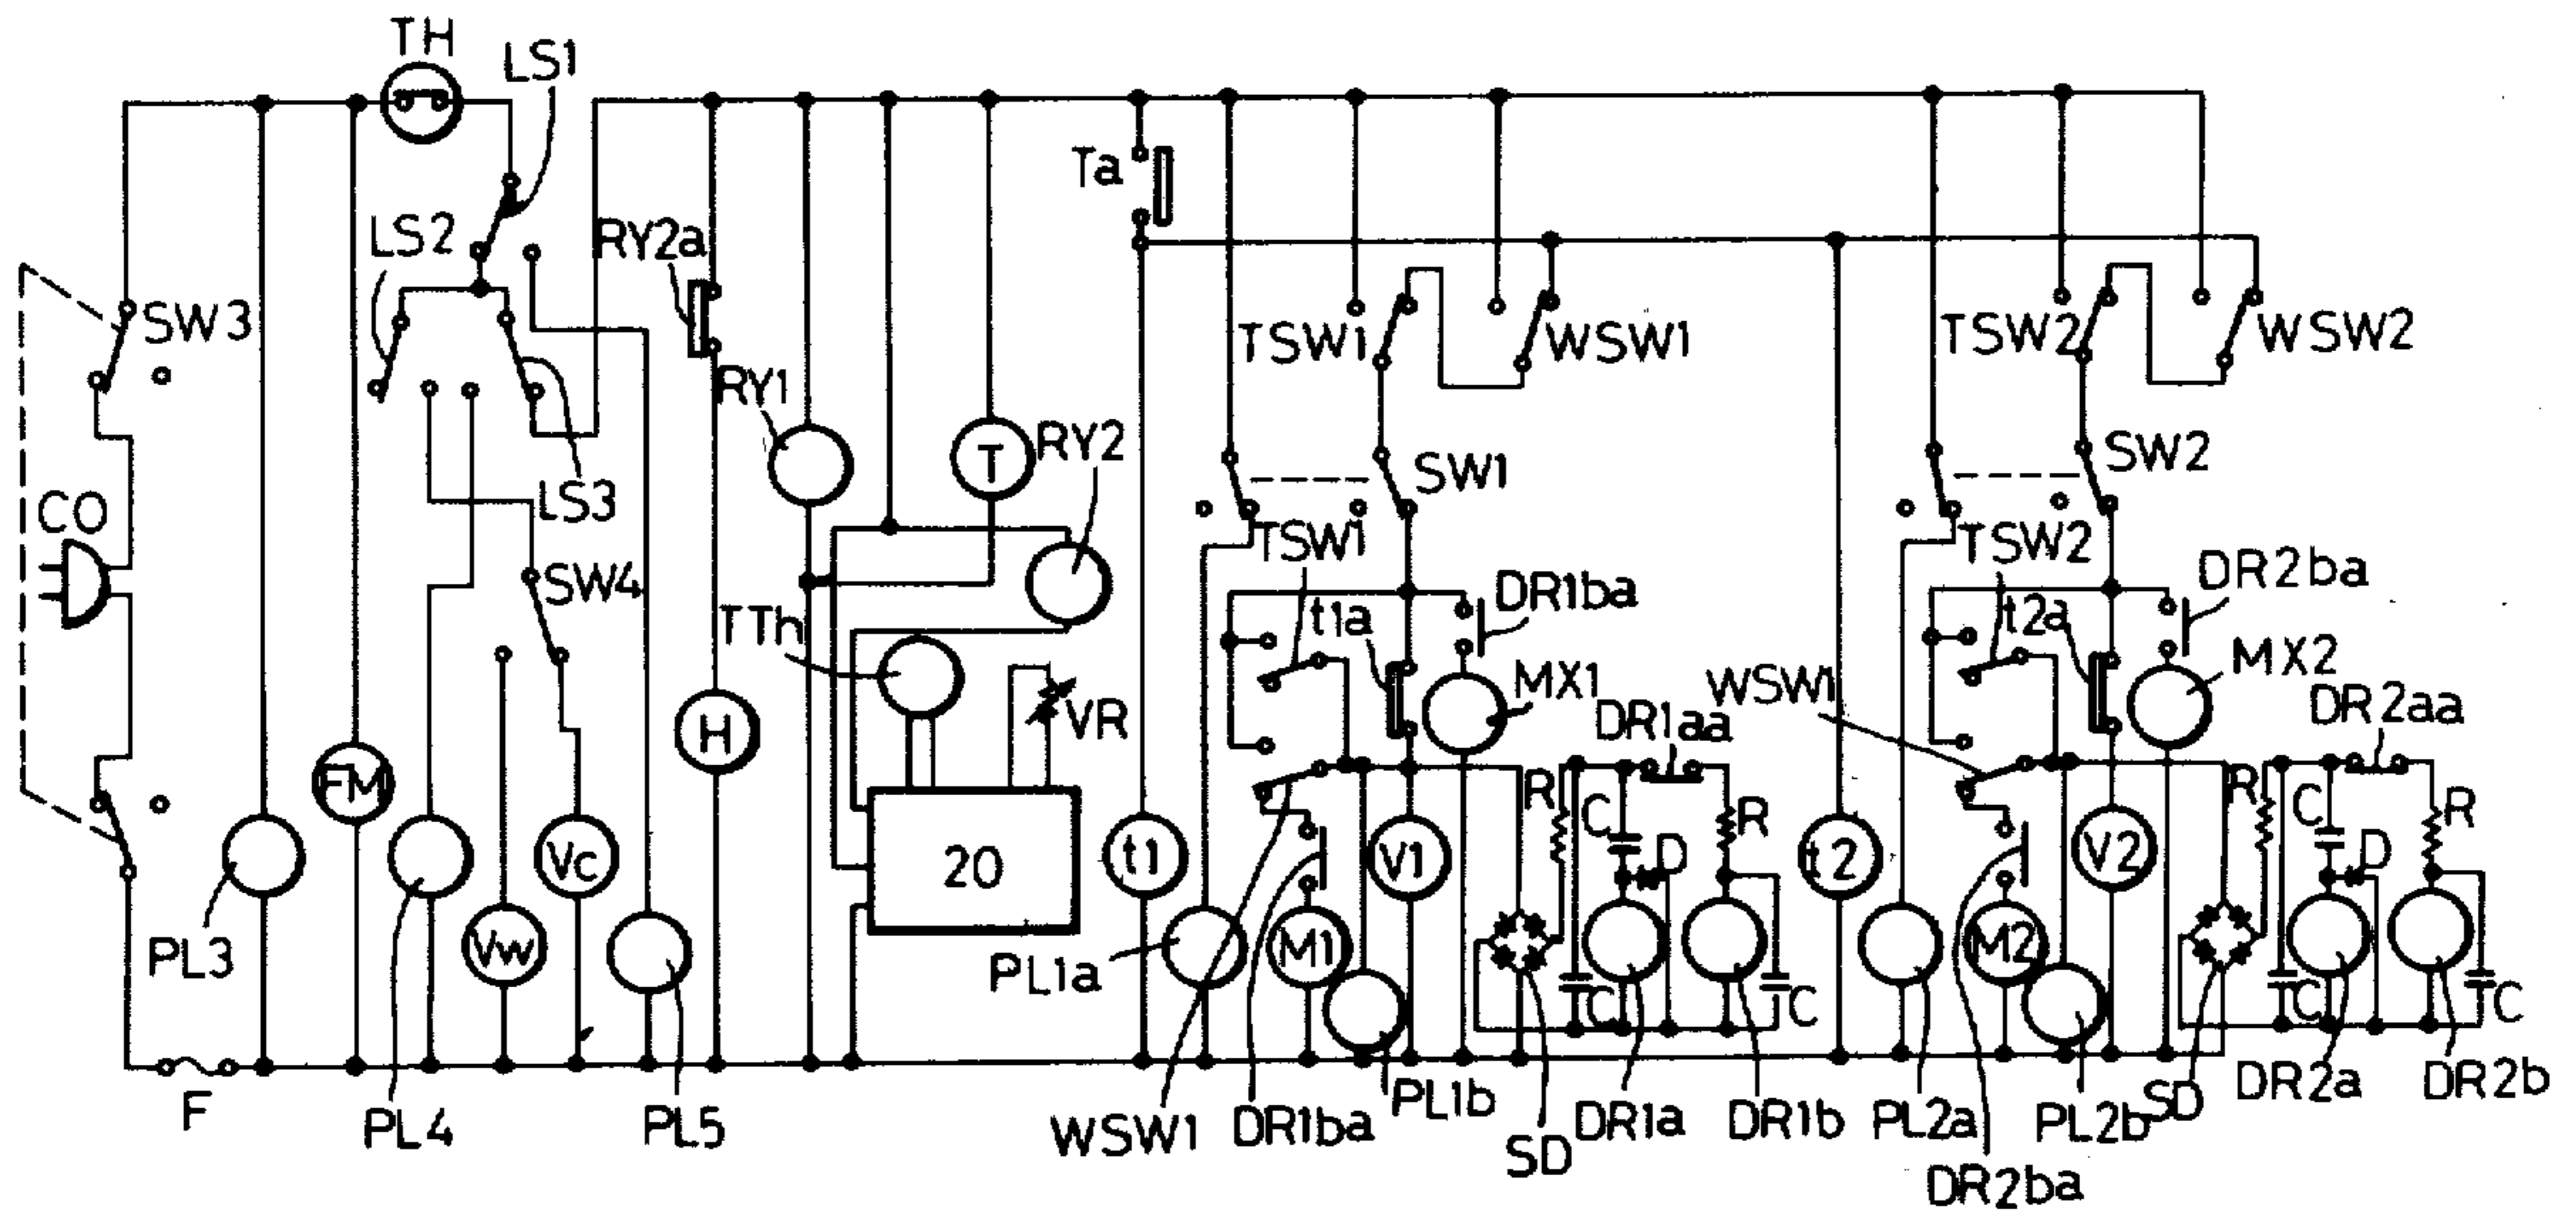 TH
LS1
LS2
RY2a
Ta
SW3
TSW1
WSW1
TSW2
WSW2
RY1
T
RY2
SW1
SW2
LS3
CO
TSW1
TSW2
SW4
TTh
t1a
DR1ba
t2a
DR2ba
VR
MX1
WSW1
MX2
H
DR1aa
DR2aa
FM
R
C
R
R
C
R
20
t1
Vc
V1
D
t2
V2
D
PL3
Vw
PL1a
M1
C
C
M2
C
C
F
PL4
PL5
WSW1
DR1ba
PL1b
SD
DR1a
DR1b
PL2a
PL2b
SD
DR2a
DR2b
DR2ba